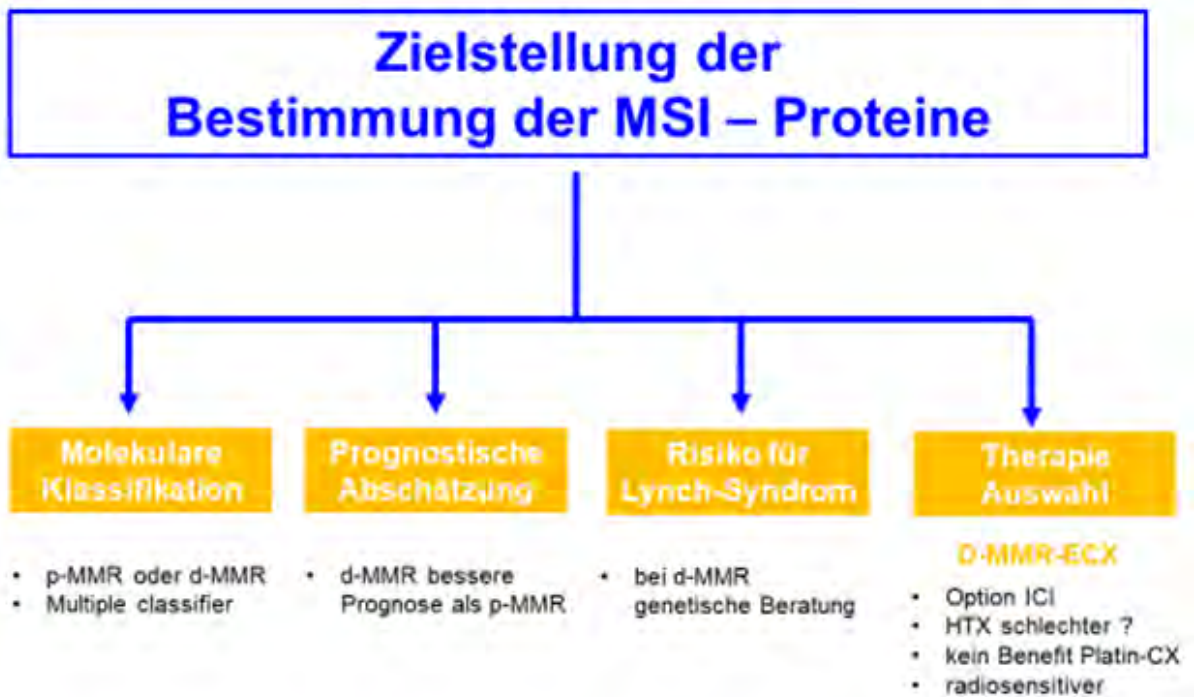 Zielstellung der
Bestimmung der MSI – Proteine
Molekulare
Klassifikation
• p-MMR oder d-MMR
• Multiple classifier
Prognostische
Abschätzung
• d-MMR bessere
Prognose als p-MMR
Risiko für
Lynch-Syndrom
• bei d-MMR
genetische Beratung
Therapie
Auswahl
D-MMR-ECX
• Option ICI
• HTX schlechter ?
• kein Benefit Platin-CX
• radiosensitiver